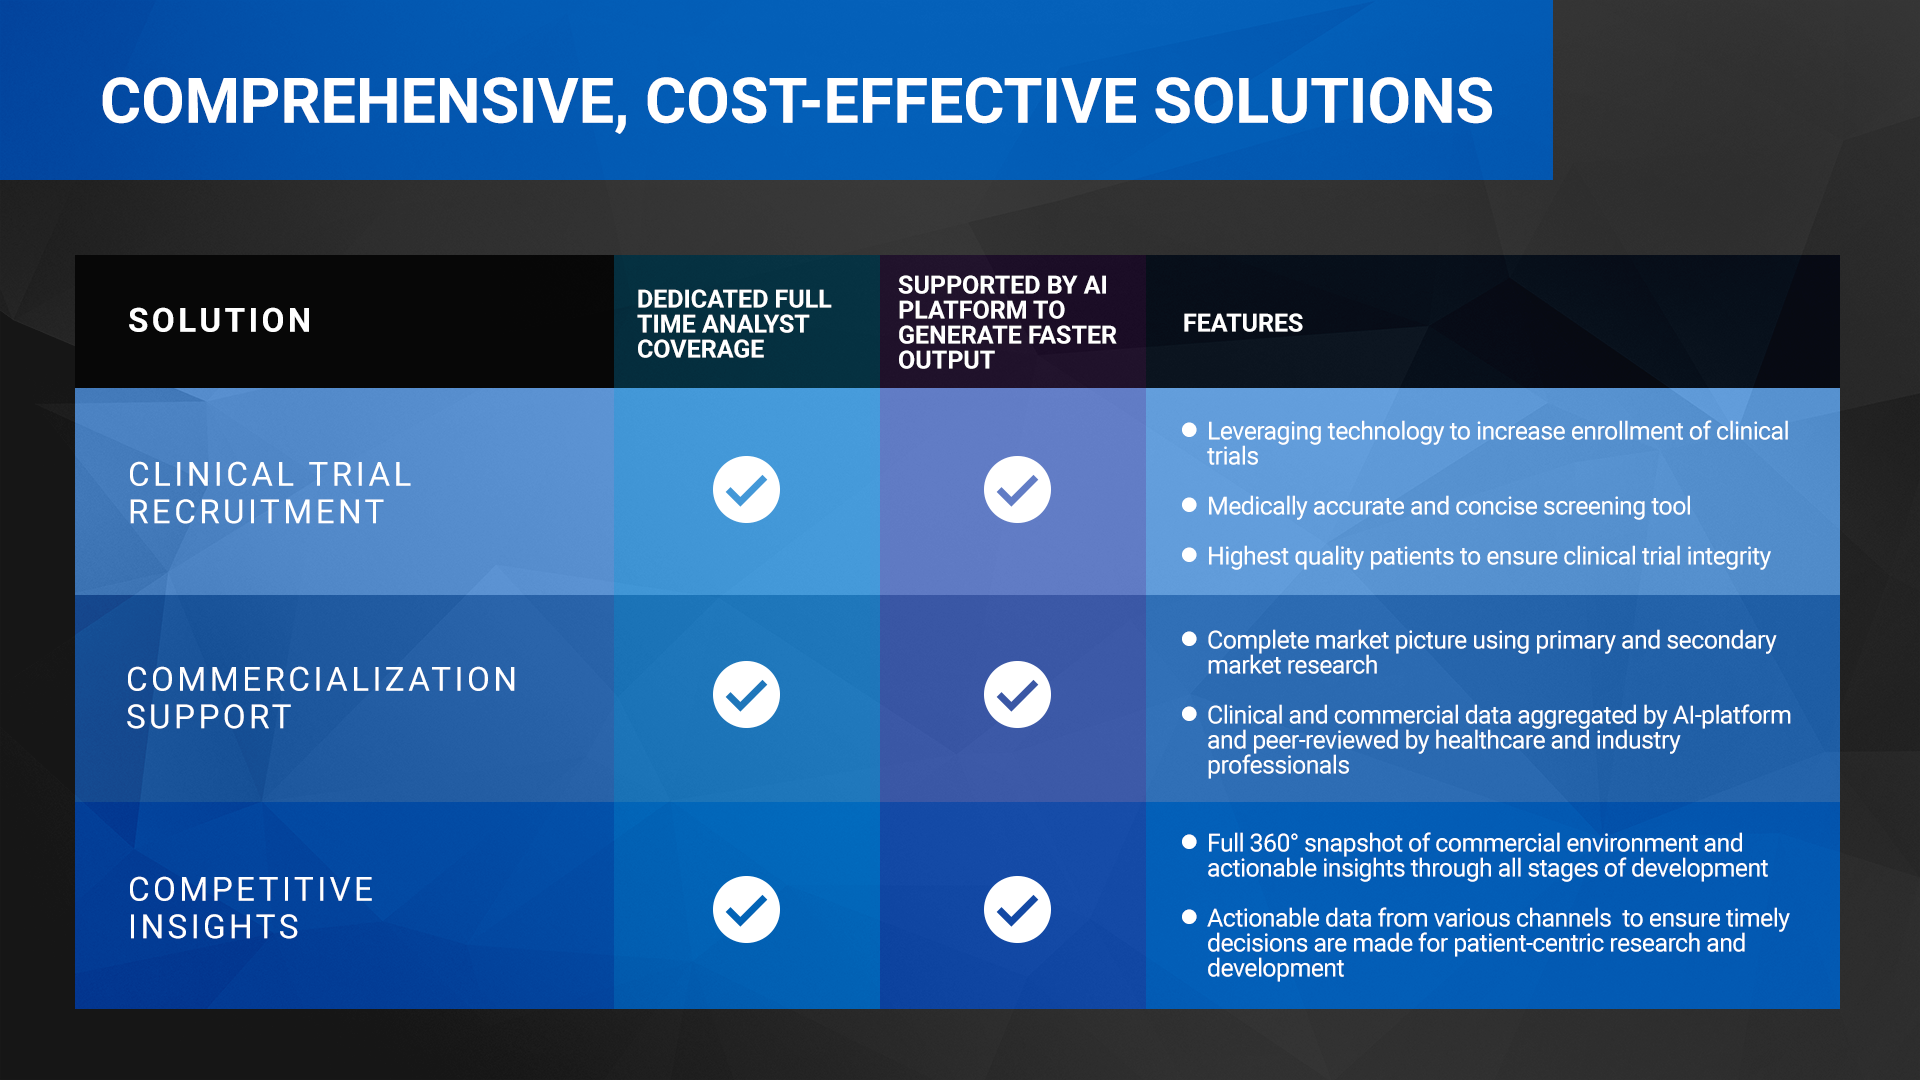 COMPREHENSIVE, COST-EFFECTIVE SOLUTIONS
SOLUTION
DEDICATED FULL
TIME ANALYST
COVERAGE
SUPPORTED BY AI
PLATFORM TO
GENERATE FASTER
OUTPUT
FEATURES
CLINICAL TRIAL
RECRUITMENT
Leveraging technology to increase enrollment of clinical
trials
Medically accurate and concise screening tool
Highest quality patients to ensure clinical trial integrity
COMMERCIALIZATION
SUPPORT
Complete market picture using primary and secondary
market research
Clinical and commercial data aggregated by AI-platform
and peer-reviewed by healthcare and industry
professionals
COMPETITIVE
INSIGHTS
Full 360° snapshot of commercial environment and
actionable insights through all stages of development
Actionable data from various channels  to ensure timely
decisions are made for patient-centric research and
development